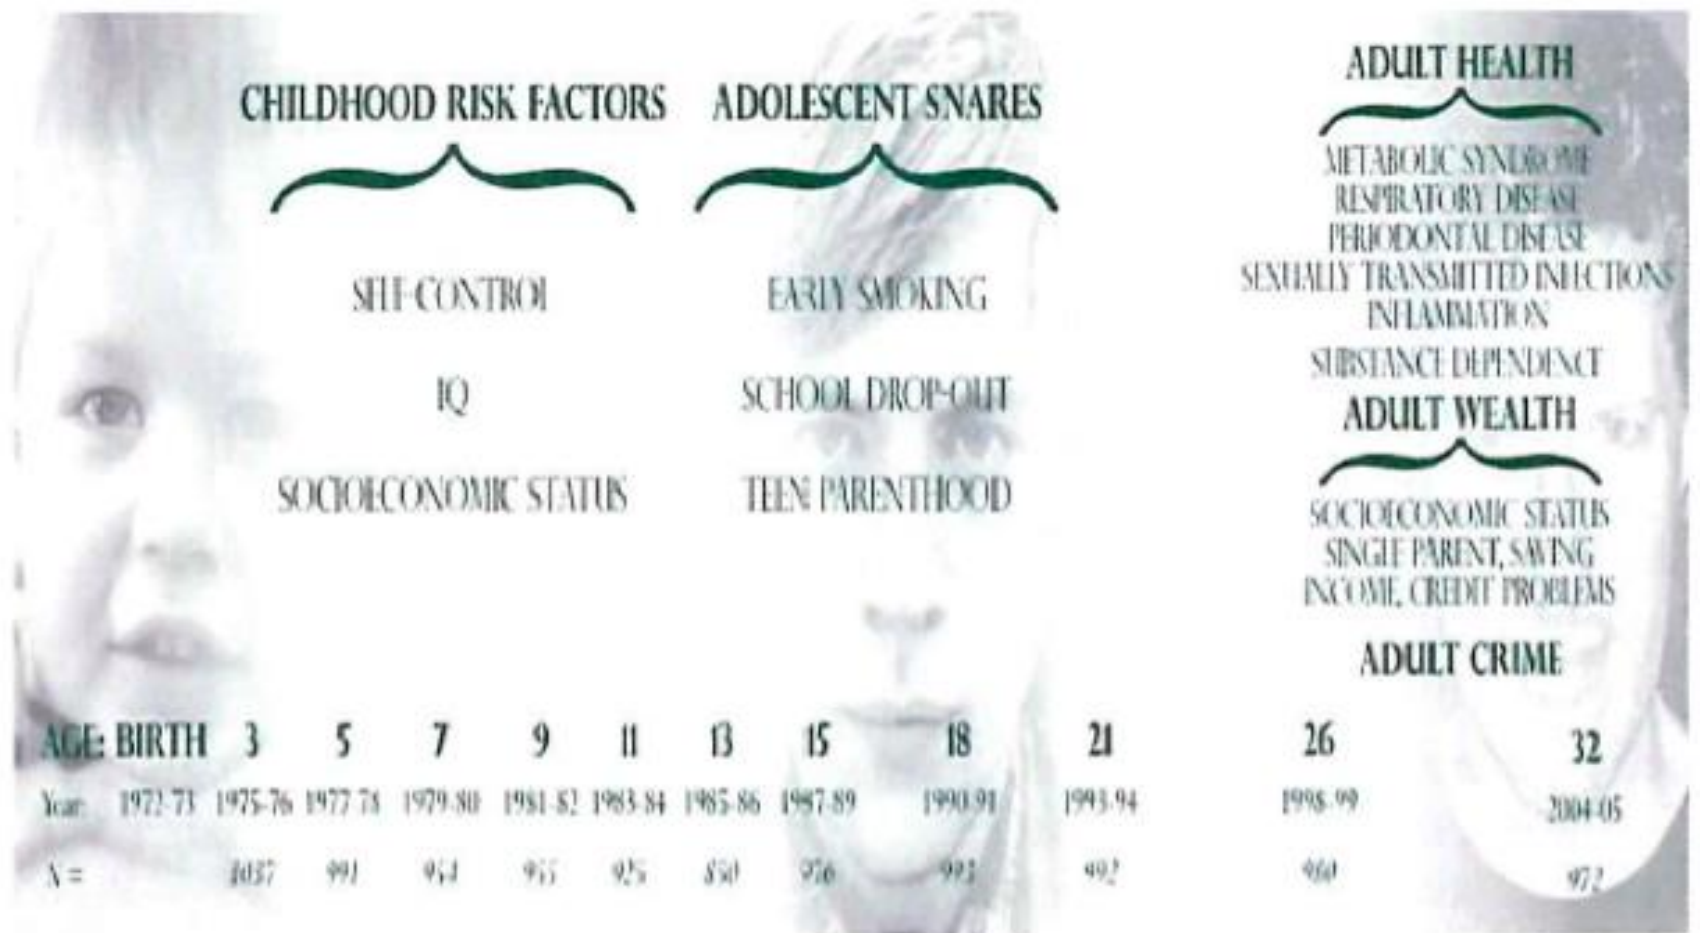 CHILDHOOD RISK FACTORS
SELF-CONTROL
IQ
SOCIOECONOMIC STATUS
ADOLESCENT SNARES
EARLY SMOKING
SCHOOL DROP-OUT
TEEN PARENTHOOD
ADULT HEALTH
METABOLIC SYNDROME
RESPIRATORY DISEASE
PERIODONTAL DISEASE
SEXUALLY TRANSMITTED INFECTIONS
INFLAMMATION
SUBSTANCE DEPENDENCE
ADULT WEALTH
SOCIOECONOMIC STATUS
SINGLE PARENT, SAVING
INCOME, CREDIT PROBLEMS
ADULT CRIME
AGE: BIRTH 3 5 7 9 11 13 15 18 21 26 32
Year: 1972-73 1975-76 1977-78 1979-80 1981-82 1983-84 1985-86 1987-89 1990-91 1993-94 1998-99 2004-05
N = 1037 991 925 850 976 993 992 980 972